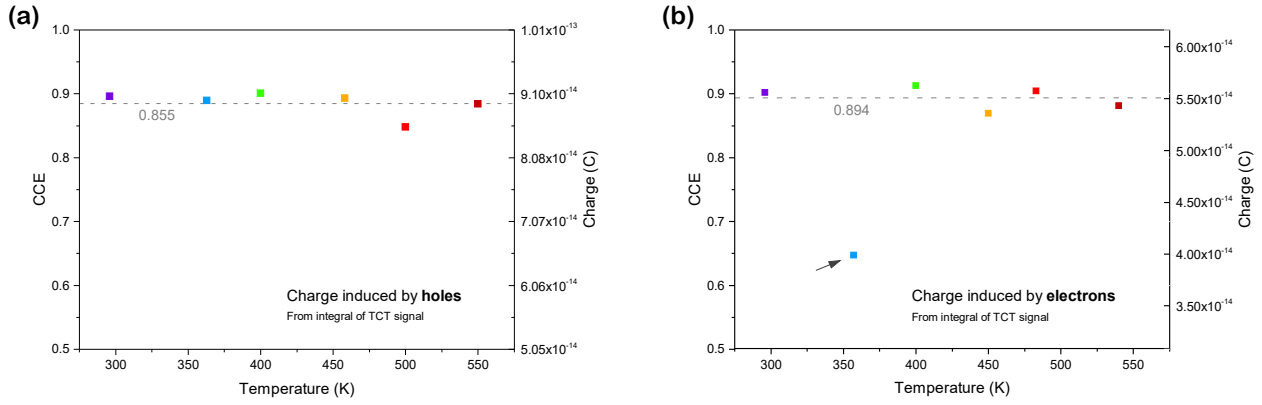 (a)
1.0
0.9
0.8
0.7
0.6
0.5
CCE
0.855
1.01x10⁻¹³
9.10x10⁻¹⁴
8.08x10⁻¹⁴
7.07x10⁻¹⁴
6.06x10⁻¹⁴
5.05x10⁻¹⁴
Charge (C)
Charge induced by holes
From integral of TCT signal
300 350 400 450 500 550
Temperature (K)
(b)
1.0
0.9
0.8
0.7
0.6
0.5
CCE
0.894
6.00x10⁻¹⁴
5.50x10⁻¹⁴
5.00x10⁻¹⁴
4.50x10⁻¹⁴
4.00x10⁻¹⁴
3.50x10⁻¹⁴
Charge (C)
Charge induced by electrons
From integral of TCT signal
300 350 400 450 500 550
Temperature (K)